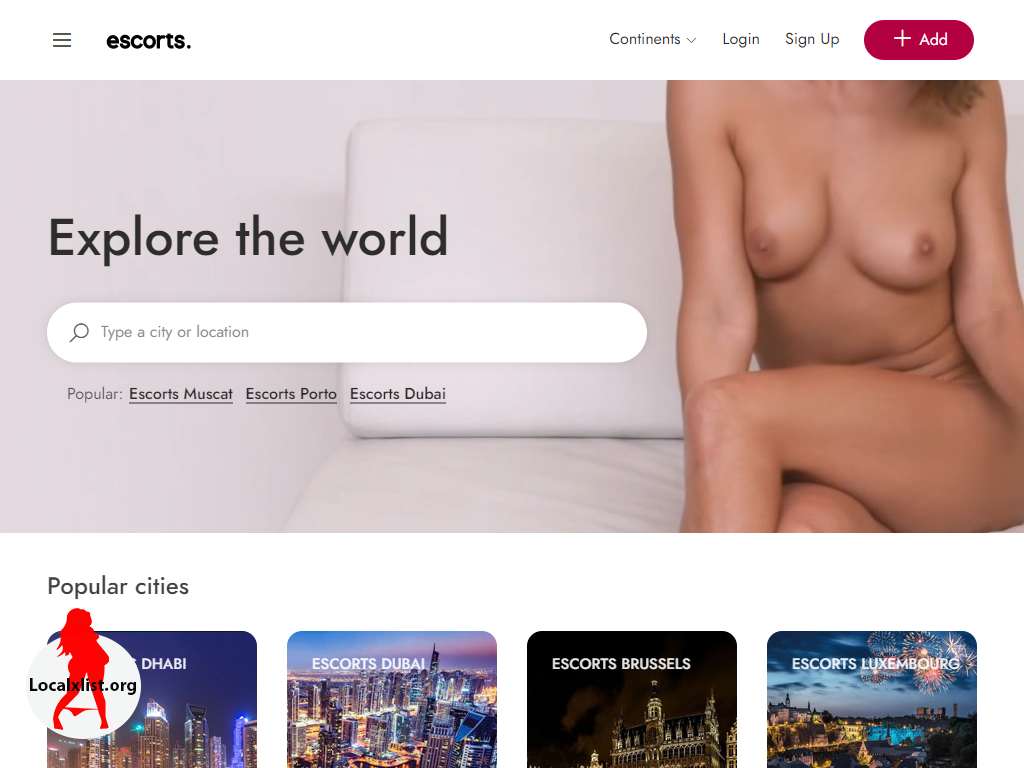 escorts.
Continents
Login
Sign Up
Add
Explore the world
Type a city or location
Popular: Escorts Muscat Escorts Porto Escorts Dubai
Popular cities
DHABI
ESCORTS DUBAI
ESCORTS BRUSSELS
ESCORTS LUXEMBOURG
Localxlist.org